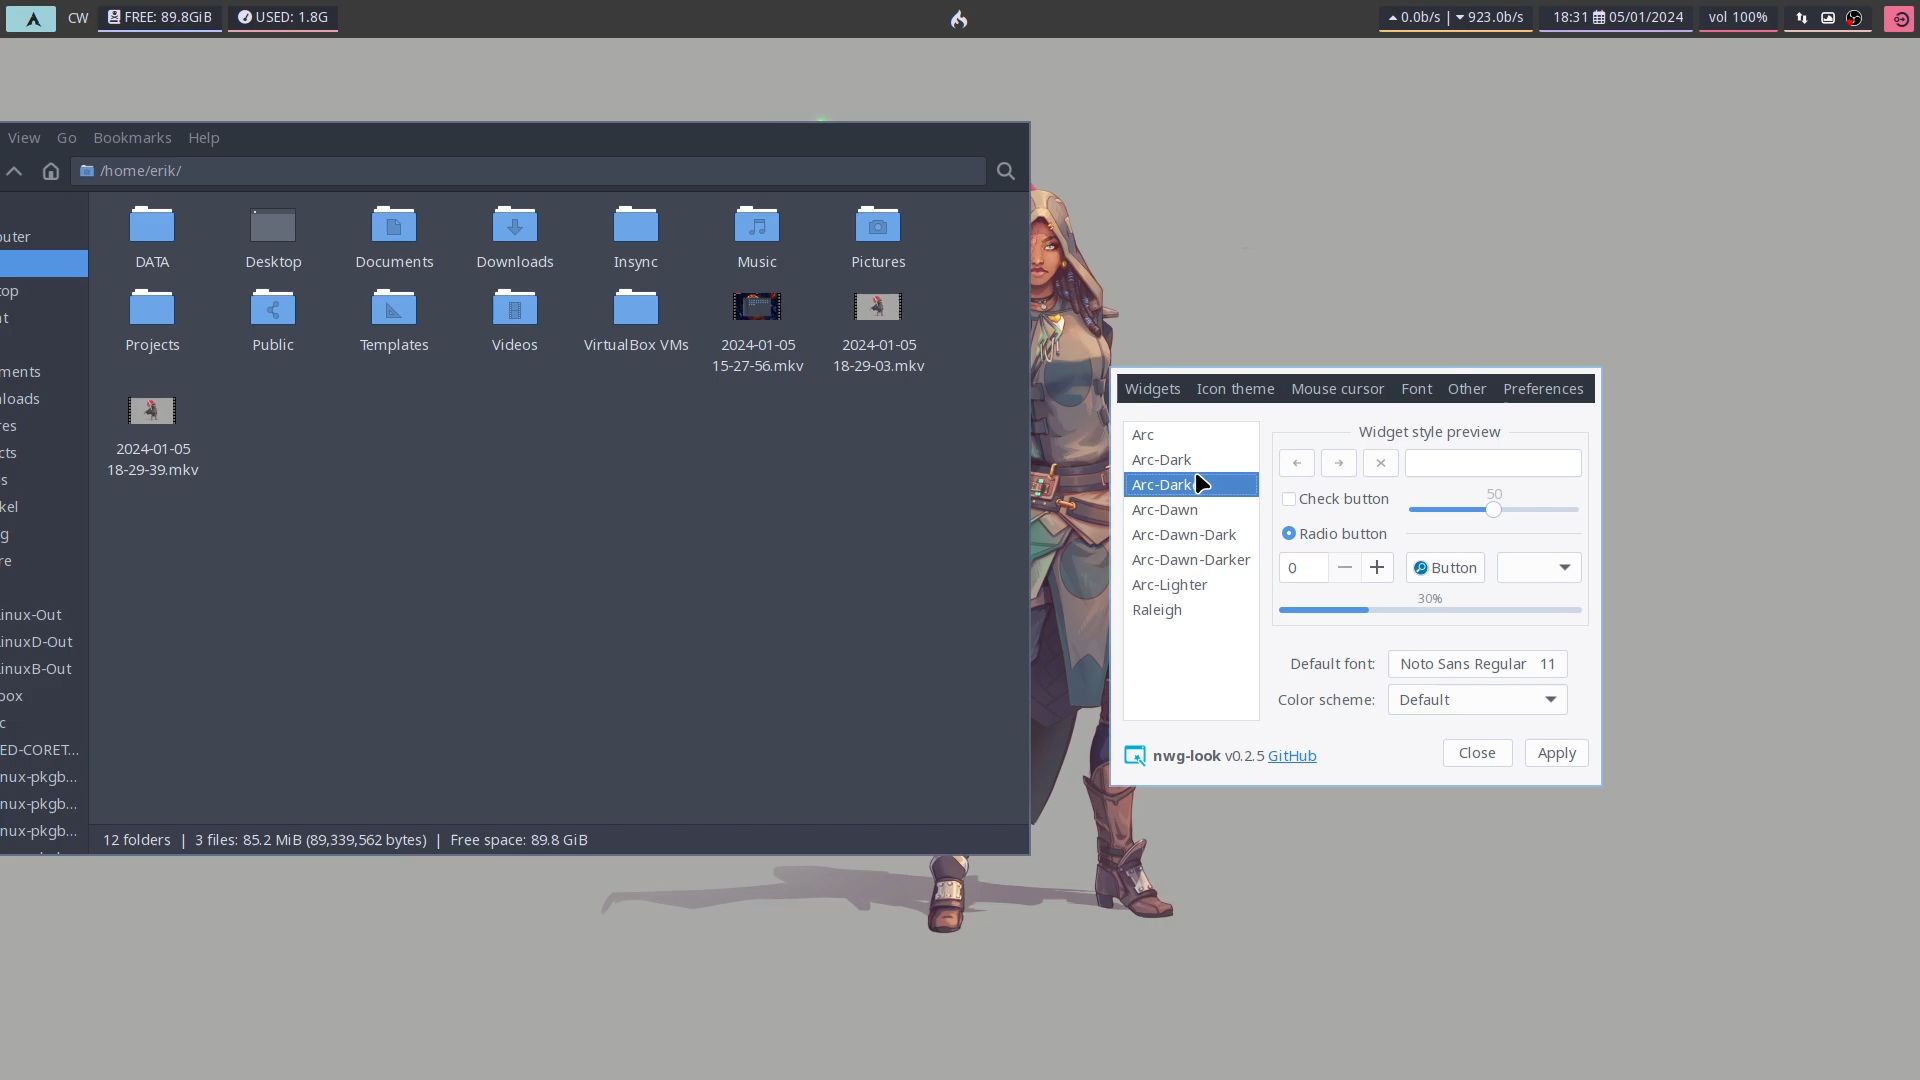 CW FREE: 89.8GiB USED: 1.8G 0.0b/s | 923.0b/s 18:31 05/01/2024 vol 100%
View Go Bookmarks Help
/home/erik/
DATA Desktop Documents Downloads Insync Music Pictures
Projects Public Templates Videos VirtualBox VMs 2024-01-05 15-27-56.mkv 2024-01-05 18-29-03.mkv
2024-01-05
18-29-39.mkv
uter
op
t
ments
loads
res
cts
s
kel
g
re
inux-Out
inuxD-Out
inuxB-Out
box
c
ED-CORET...
nux-pkgb...
nux-pkgb...
nux-pkgb...
12 folders | 3 files: 85.2 MiB (89,339,562 bytes) | Free space: 89.8 GiB
Widgets Icon theme Mouse cursor Font Other Preferences
Arc
Arc-Dark
Arc-Dark
Arc-Dawn
Arc-Dawn-Dark
Arc-Dawn-Darker
Arc-Lighter
Raleigh
Widget style preview
Check button 50
Radio button
0 Button
30%
Default font: Noto Sans Regular 11
Color scheme: Default
nwg-look v0.2.5 GitHub Close Apply